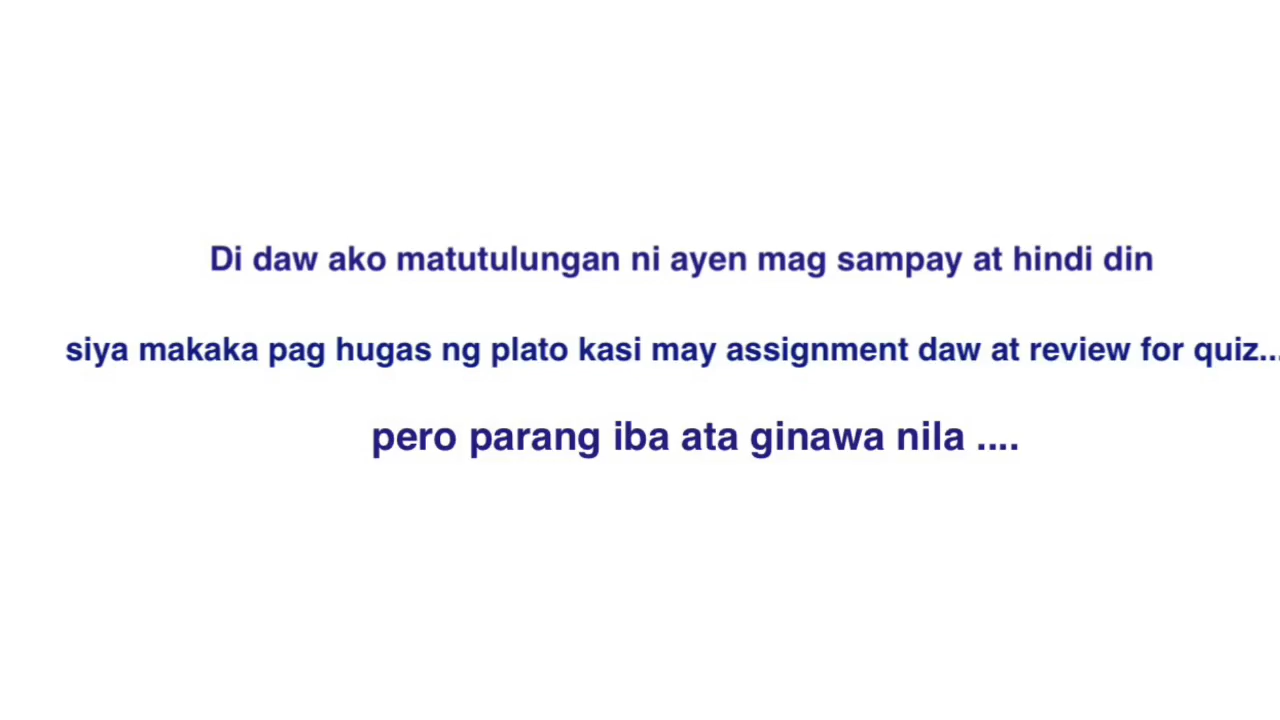 Di daw ako matutulungan ni ayen mag sampay at hindi din
siya makaka pag hugas ng plato kasi may assignment daw at review for quiz...
pero parang iba ata ginawa nila ....